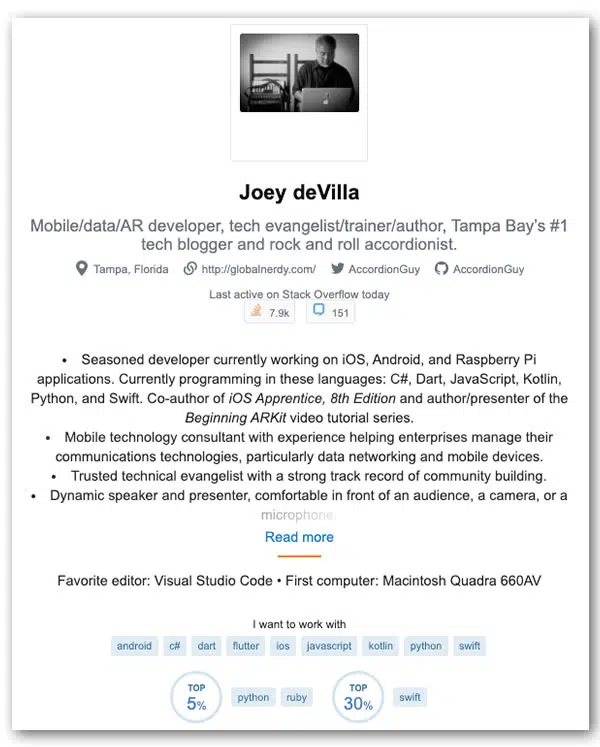 Joey deVilla
Mobile/data/AR developer, tech evangelist/trainer/author, Tampa Bay’s #1
tech blogger and rock and roll accordionist.
Tampa, Florida http://globalnerdy.com/ AccordionGuy AccordionGuy
Last active on Stack Overflow today
7.9k 151
• Seasoned developer currently working on iOS, Android, and Raspberry Pi
applications. Currently programming in these languages: C#, Dart, JavaScript, Kotlin,
Python, and Swift. Co-author of iOS Apprentice, 8th Edition and author/presenter of the
Beginning ARKit video tutorial series.
• Mobile technology consultant with experience helping enterprises manage their
communications technologies, particularly data networking and mobile devices.
• Trusted technical evangelist with a strong track record of community building.
• Dynamic speaker and presenter, comfortable in front of an audience, a camera, or a
microphone.
Read more
Favorite editor: Visual Studio Code • First computer: Macintosh Quadra 660AV
I want to work with
android c# dart flutter ios javascript kotlin python swift
TOP TOP
5% python ruby 30% swift